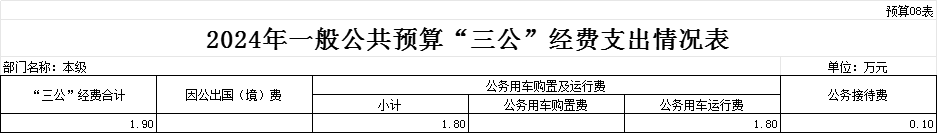 预算08表
2024年一般公共预算“三公”经费支出情况表
部门名称：本级 单位：万元
“三公”经费合计 因公出国（境）费 公务用车购置及运行费 公务接待费
小计 公务用车购置费 公务用车运行费
1.90 1.80 1.80 0.10